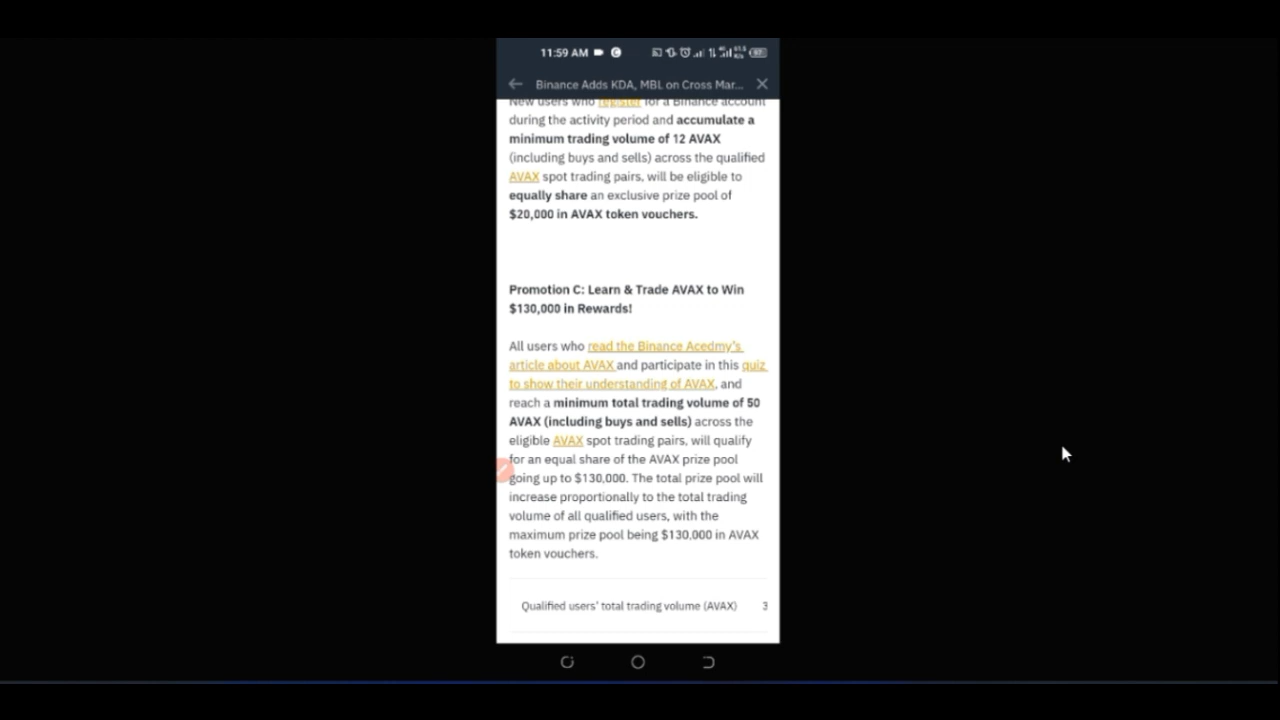 11:59 AM
Binance Adds KDA, MBL on Cross Mar...
New users who register for a Binance account
during the activity period and accumulate a
minimum trading volume of 12 AVAX
(including buys and sells) across the qualified
AVAX spot trading pairs, will be eligible to
equally share an exclusive prize pool of
$20,000 in AVAX token vouchers.
Promotion C: Learn & Trade AVAX to Win
$130,000 in Rewards!
All users who read the Binance Acedmy's
article about AVAX and participate in this quiz
to show their understanding of AVAX, and
reach a minimum total trading volume of 50
AVAX (including buys and sells) across the
eligible AVAX spot trading pairs, will qualify
for an equal share of the AVAX prize pool
going up to $130,000. The total prize pool will
increase proportionally to the total trading
volume of all qualified users, with the
maximum prize pool being $130,000 in AVAX
token vouchers.
Qualified users' total trading volume (AVAX) 3